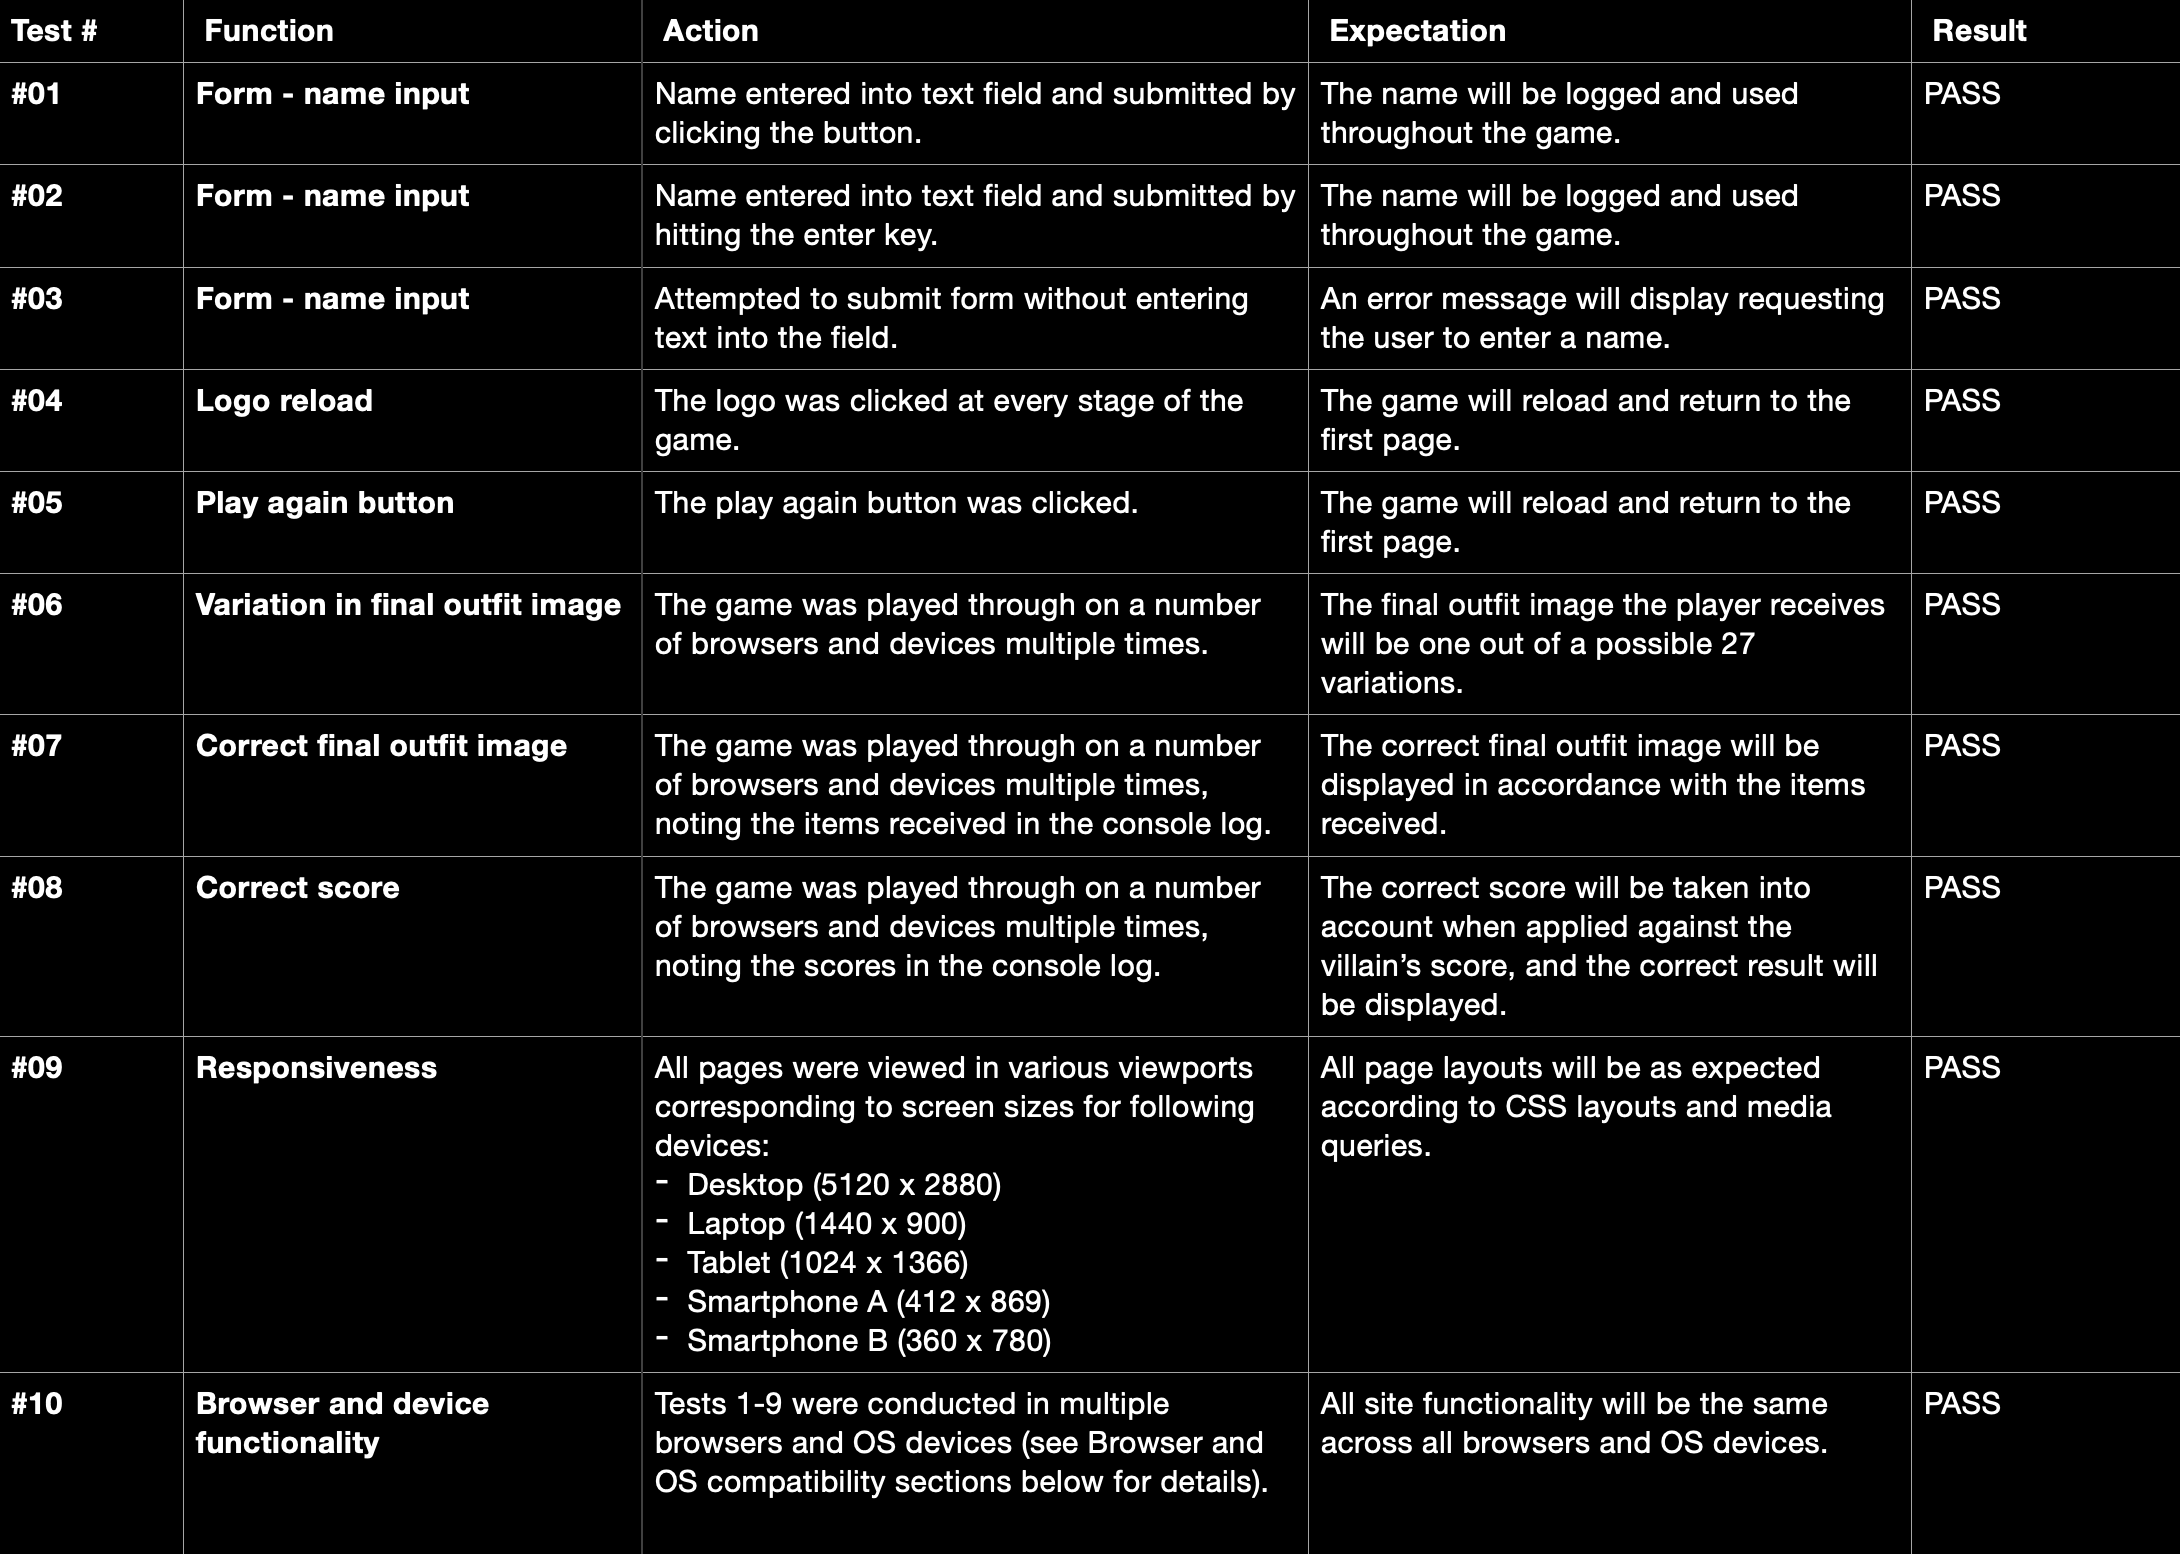 Test # Function Action Expectation Result
#01 Form - name input Name entered into text field and submitted by The name will be logged and used PASS
clicking the button. throughout the game.
#02 Form - name input Name entered into text field and submitted by The name will be logged and used PASS
hitting the enter key. throughout the game.
#03 Form - name input Attempted to submit form without entering An error message will display requesting PASS
text into the field. the user to enter a name.
#04 Logo reload The logo was clicked at every stage of the The game will reload and return to the PASS
game. first page.
#05 Play again button The play again button was clicked. The game will reload and return to the PASS
first page.
#06 Variation in final outfit image The game was played through on a number The final outfit image the player receives PASS
of browsers and devices multiple times. will be one out of a possible 27
variations.
#07 Correct final outfit image The game was played through on a number The correct final outfit image will be PASS
of browsers and devices multiple times, displayed in accordance with the items
noting the items received in the console log. received.
#08 Correct score The game was played through on a number The correct score will be taken into PASS
of browsers and devices multiple times, account when applied against the
noting the scores in the console log. villain’s score, and the correct result will
be displayed.
#09 Responsiveness All pages were viewed in various viewports All page layouts will be as expected PASS
corresponding to screen sizes for following according to CSS layouts and media
devices: queries.
- Desktop (5120 x 2880)
- Laptop (1440 x 900)
- Tablet (1024 x 1366)
- Smartphone A (412 x 869)
- Smartphone B (360 x 780)
#10 Browser and device Tests 1-9 were conducted in multiple All site functionality will be the same PASS
functionality browsers and OS devices (see Browser and across all browsers and OS devices.
OS compatibility sections below for details).